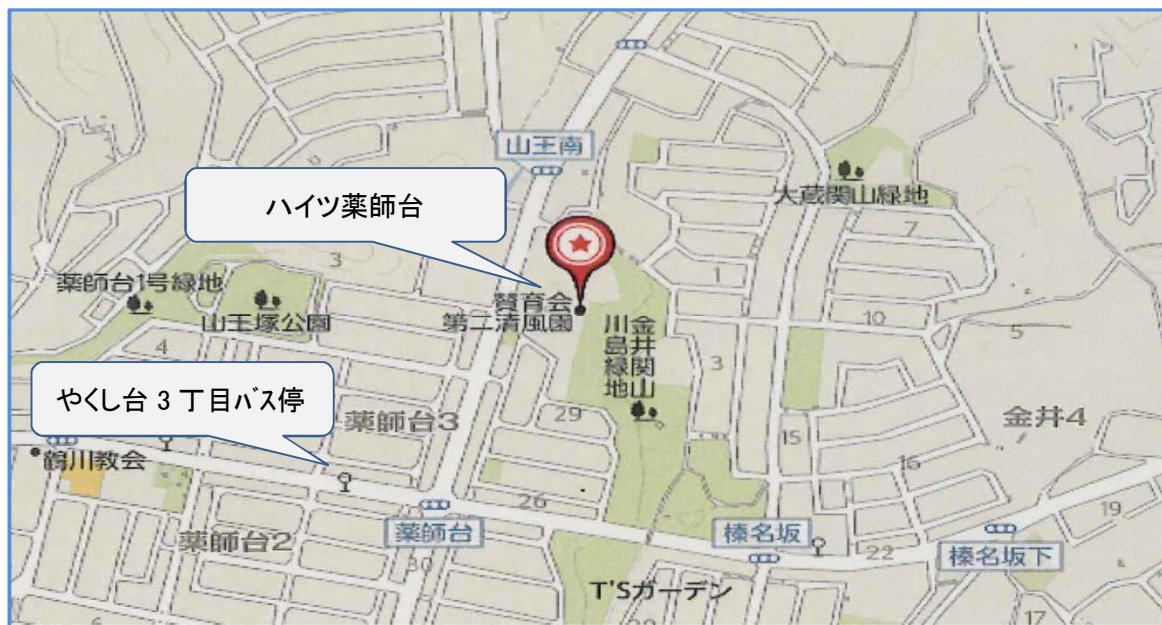 山王南
ハイツ薬師台
大蔵関山緑地
7
3
1
薬師台1号緑地
山王塚公園
賛育会
第二清風園
10
5
金井関山
川島緑地
4
3
やくし台 3 丁目バス停
薬師台3
29
金井4
15
鶴川教会
16
26
19
薬師台
榛名坂
薬師台2
22
榛名坂下
30
T'Sガーデン
17